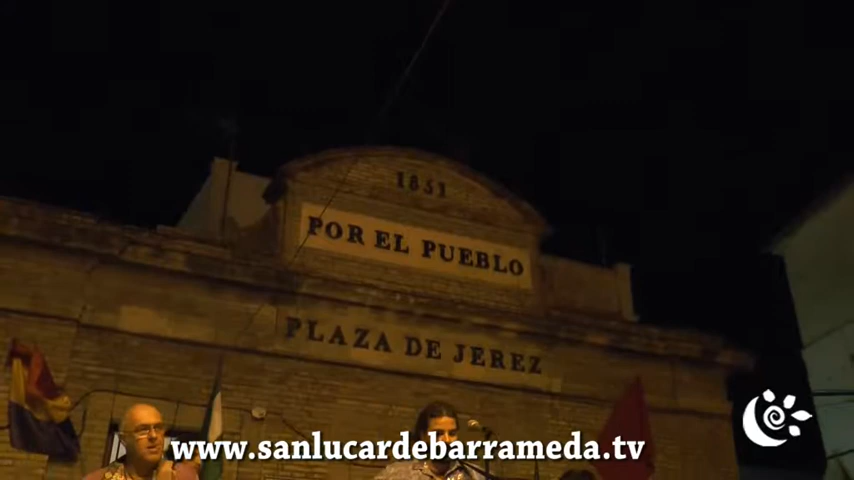 1851
POR EL PUEBLO
PLAZA DE JEREZ
www.sanlucardebarrameda.tv